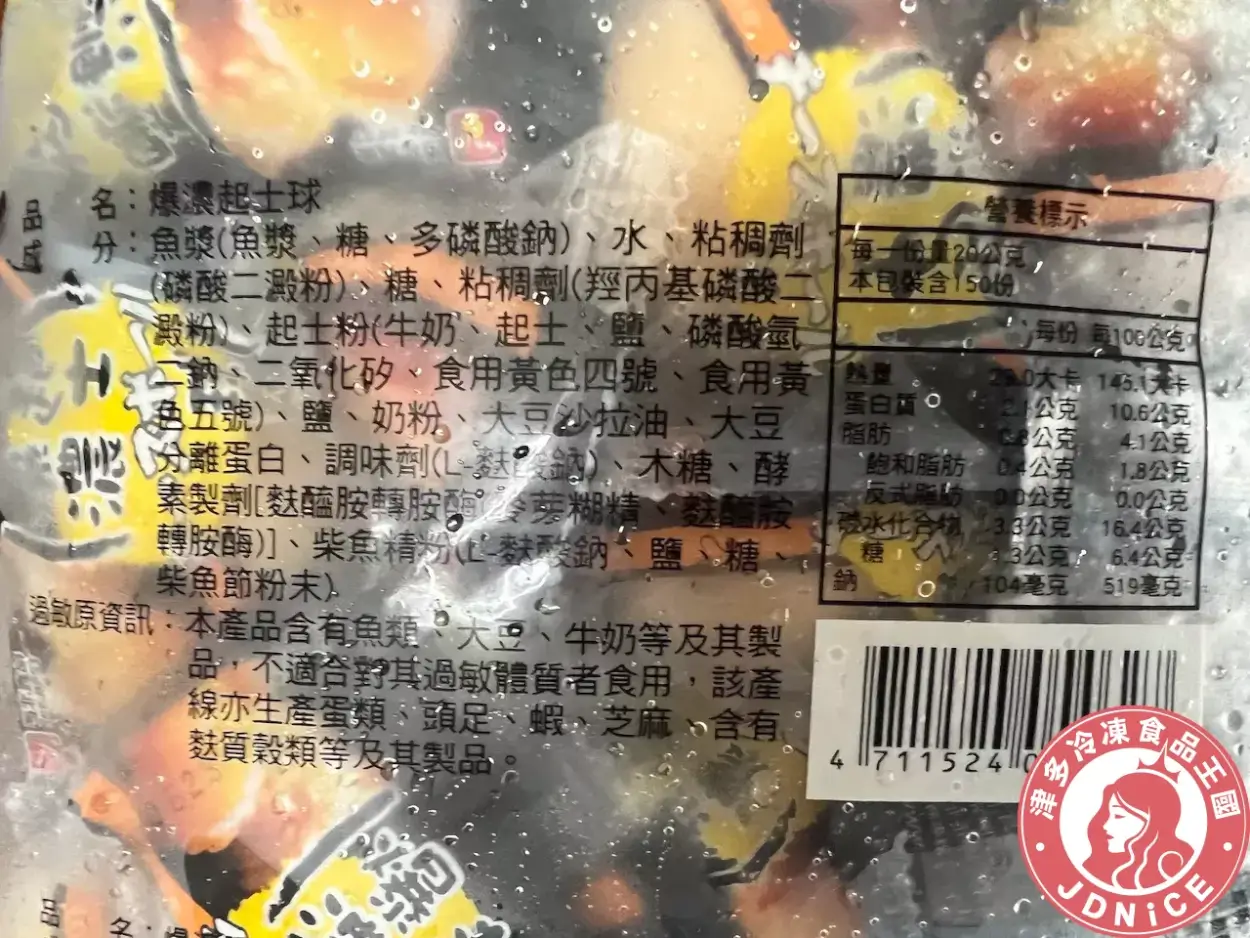 品　　名：爆濃起士球
成　　分：魚漿(魚漿、糖、多磷酸鈉)、水、粘稠劑
(磷酸二澱粉)、糖、粘稠劑(羥丙基磷酸二
澱粉)、起士粉(牛奶、起士、鹽、磷酸氫
二鈉、二氧化矽、食用黃色四號、食用黃
色五號)、鹽、奶粉、大豆沙拉油、大豆
分離蛋白、調味劑(L-麩酸鈉)、木糖、酵
素製劑[麩醯胺轉胺酶 糊精、麩醯胺
轉胺酶)]、柴魚精粉(L-麩酸鈉、鹽、糖、
柴魚節粉末)
過敏原資訊：本產品含有魚類、大豆、牛奶等及其製
品，不適合對其過敏體質者食用，該產
線亦生產蛋類、頭足、蝦、芝麻、含有
麩質穀類等及其製品。
營養標示
每一份量20公克
本包裝含150份
每份 每100公克
熱量 大卡 145.1大卡
蛋白質 公克 10.6公克
脂肪 公克 4.1公克
飽和脂肪 0.4公克 1.8公克
反式脂肪 0.0公克 0.0公克
碳水化合物 3.3公克 16.4公克
糖 1.3公克 6.4公克
鈉 104毫克 519毫克
4 711524
津多冷凍食品王國
JDNiCE
品　　名：爆